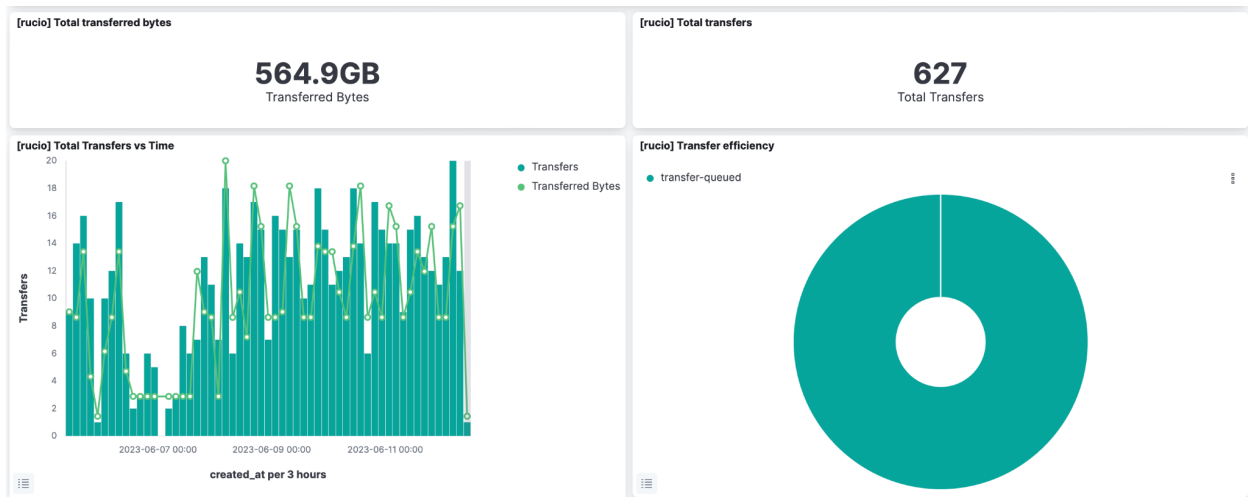 [rucio] Total transferred bytes
564.9GB
Transferred Bytes
[rucio] Total transfers
627
Total Transfers
[rucio] Total Transfers vs Time
20
18
16
14
12
10
8
6
4
2
0
Transfers
2023-06-07 00:00
2023-06-09 00:00
2023-06-11 00:00
created_at per 3 hours
Transfers
Transferred Bytes
[rucio] Transfer efficiency
transfer-queued